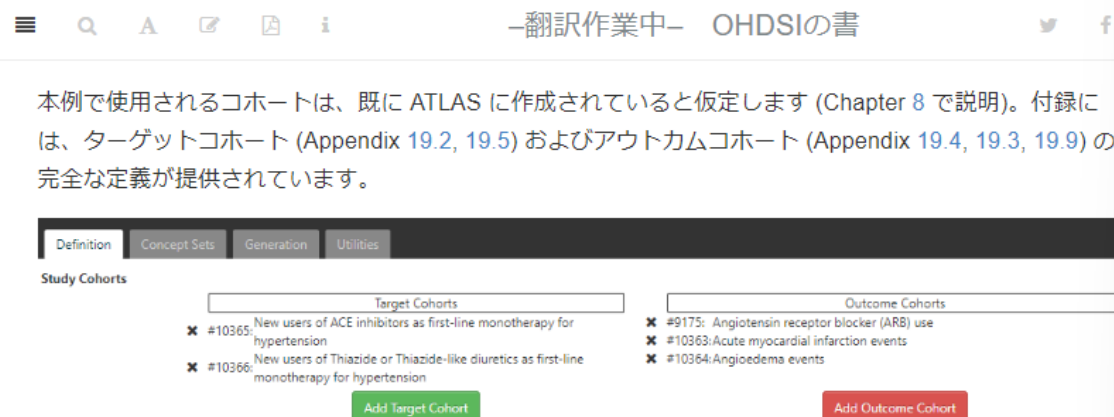 –翻訳作業中– OHDSIの書
本例で使用されるコホートは、既に ATLAS に作成されていると仮定します (Chapter 8 で説明)。付録に
は、ターゲットコホート (Appendix 19.2, 19.5) およびアウトカムコホート (Appendix 19.4, 19.3, 19.9) の
完全な定義が提供されています。
Definition Concept Sets Generation Utilities
Study Cohorts
Target Cohorts
#10365: New users of ACE inhibitors as first-line monotherapy for
hypertension
#10366: New users of Thiazide or Thiazide-like diuretics as first-line
monotherapy for hypertension
Add Target Cohort
Outcome Cohorts
#9175: Angiotensin receptor blocker (ARB) use
#10363:Acute myocardial infarction events
#10364:Angioedema events
Add Outcome Cohort